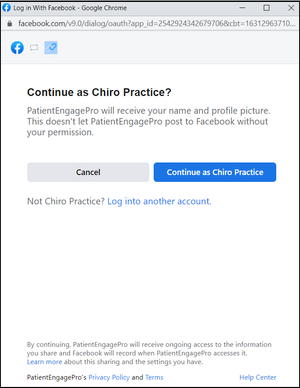 Log in With Facebook - Google Chrome
facebook.com/v9.0/dialog/oauth?app_id=2542924342679706&cbt=16312963710...
Continue as Chiro Practice?
PatientEngagePro will receive your name and profile picture.
This doesn't let PatientEngagePro post to Facebook without
your permission.
Cancel Continue as Chiro Practice
Not Chiro Practice? Log into another account.
By continuing, PatientEngagePro will receive ongoing access to the information
you share and Facebook will record when PatientEngagePro accesses it.
Learn more about this sharing and the settings you have.
PatientEngagePro's Privacy Policy and Terms Help Center